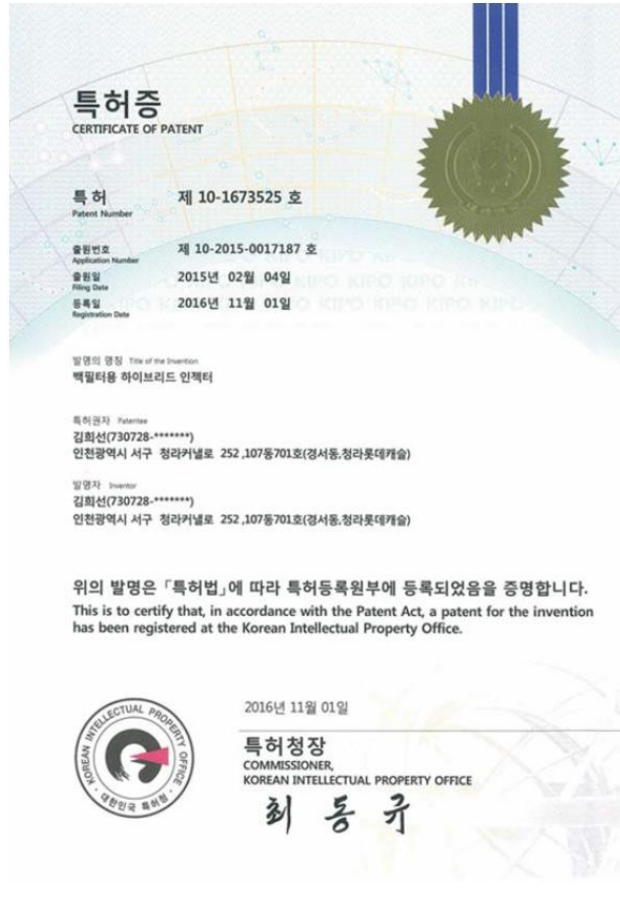 특허증
CERTIFICATE OF PATENT
특 허 제 10-1673525 호
Patent Number
출원번호 제 10-2015-0017187 호
Application Number
출원일 2015년 02월 04일
Filing Date
등록일 2016년 11월 01일
Registration Date
KIPO KIPO KIPO KIPO
발명의 명칭 Title of the Invention
백필터용 하이브리드 인젝터
특허권자 Patentee
김희선(730728-*******)
인천광역시 서구 청라커낼로 252 ,107동701호(경서동,청라롯데캐슬)
발명자 Inventor
김희선(730728-*******)
인천광역시 서구 청라커낼로 252 ,107동701호(경서동,청라롯데캐슬)
위의 발명은 「특허법」에 따라 특허등록원부에 등록되었음을 증명합니다.
This is to certify that, in accordance with the Patent Act, a patent for the invention
has been registered at the Korean Intellectual Property Office.
2016년 11월 01일
특허청장
COMMISSIONER,
KOREAN INTELLECTUAL PROPERTY OFFICE
최 동 규
KOREAN INTELLECTUAL PROPERTY OFFICE
대한민국 특허청